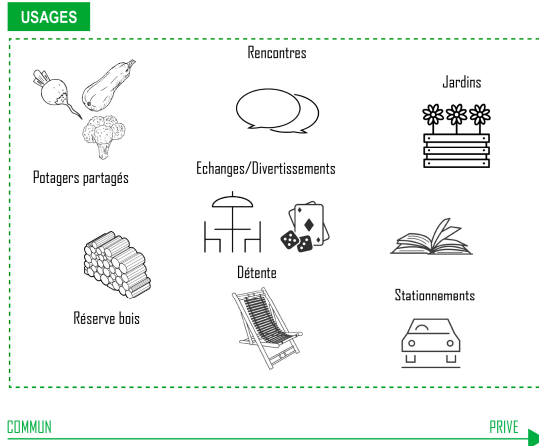 USAGES
Rencontres
Jardins
Potagers partagés
Echanges/Divertissements
Détente
Réserve bois
Stationnements
COMMUN
PRIVE